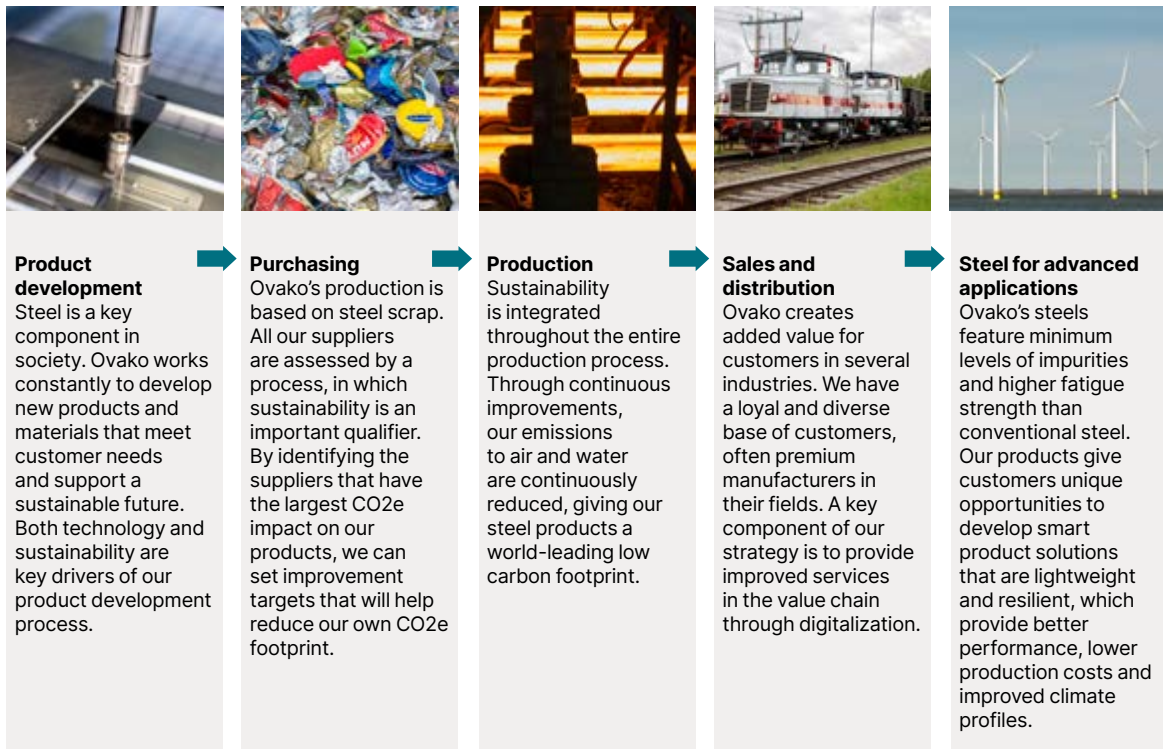 Product
development
Steel is a key
component in
society. Ovako works
constantly to develop
new products and
materials that meet
customer needs
and support a
sustainable future.
Both technology and
sustainability are
key drivers of our
product development
process.
Purchasing
Ovako’s production is
based on steel scrap.
All our suppliers
are assessed by a
process, in which
sustainability is an
important qualifier.
By identifying the
suppliers that have
the largest CO2e
impact on our
products, we can
set improvement
targets that will help
reduce our own CO2e
footprint.
Production
Sustainability
is integrated
throughout the entire
production process.
Through continuous
improvements,
our emissions
to air and water
are continuously
reduced, giving our
steel products a
world-leading low
carbon footprint.
Sales and
distribution
Ovako creates
added value for
customers in several
industries. We have
a loyal and diverse
base of customers,
often premium
manufacturers in
their fields. A key
component of our
strategy is to provide
improved services
in the value chain
through digitalization.
Steel for advanced
applications
Ovako’s steels
feature minimum
levels of impurities
and higher fatigue
strength than
conventional steel.
Our products give
customers unique
opportunities to
develop smart
product solutions
that are lightweight
and resilient, which
provide better
performance, lower
production costs and
improved climate
profiles.